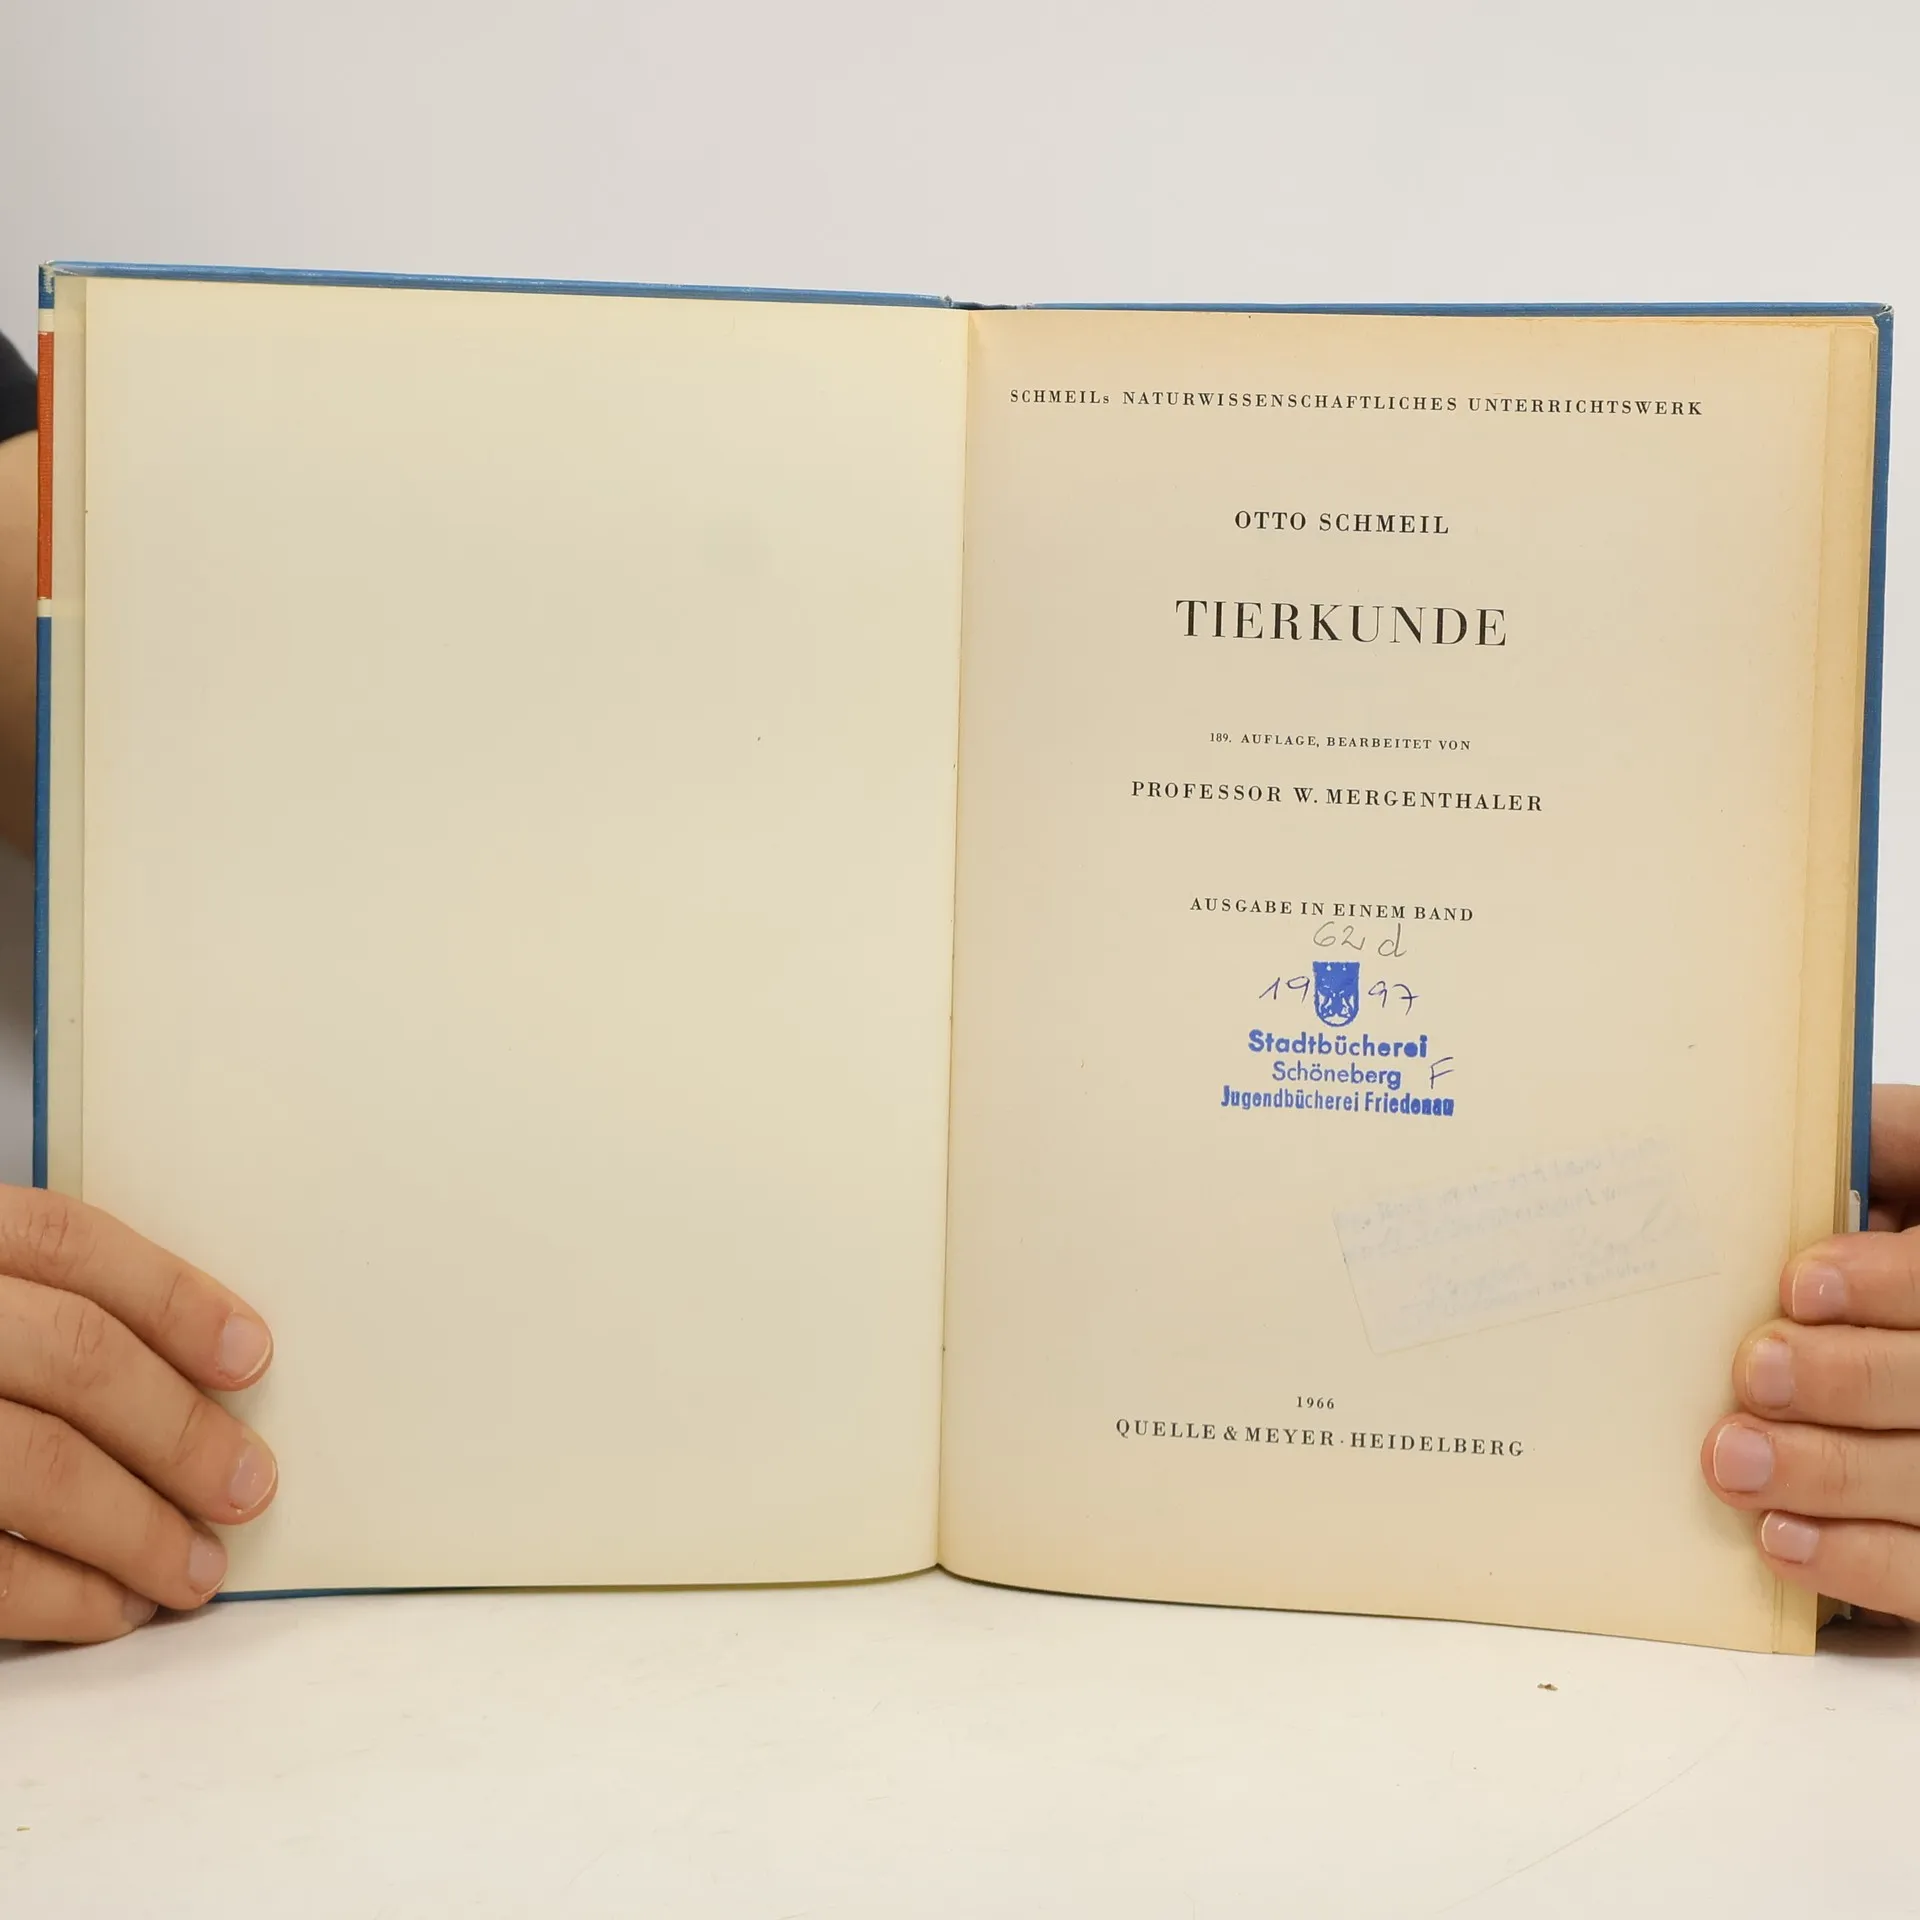 SCHMEILs NATURWISSENSCHAFTLICHES UNTERRICHTSWERK
OTTO SCHMEIL
TIERKUNDE
189. AUFLAGE, BEARBEITET VON
PROFESSOR W. MERGENTHALER
AUSGABE IN EINEM BAND
62 d
19 97
Stadtbücherei
Schöneberg F
Jugendbücherei Friedenau
1966
QUELLE & MEYER · HEIDELBERG